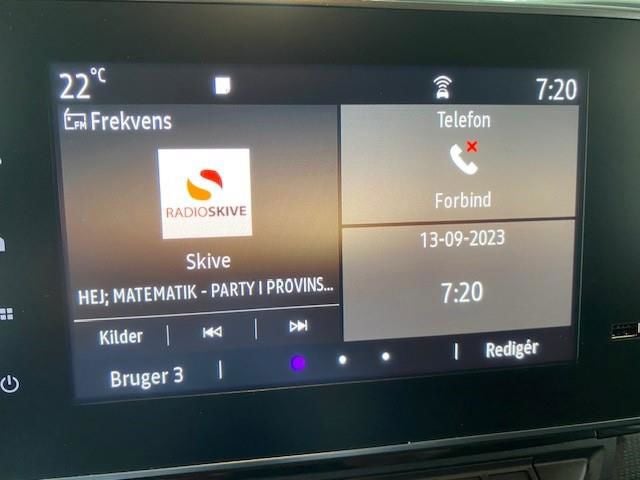 22°C
7:20
FM Frekvens
Telefon
RADIOSKIVE
Forbind
Skive
13-09-2023
HEJ; MATEMATIK - PARTY I PROVINS...
7:20
Kilder
Bruger 3
Redigér